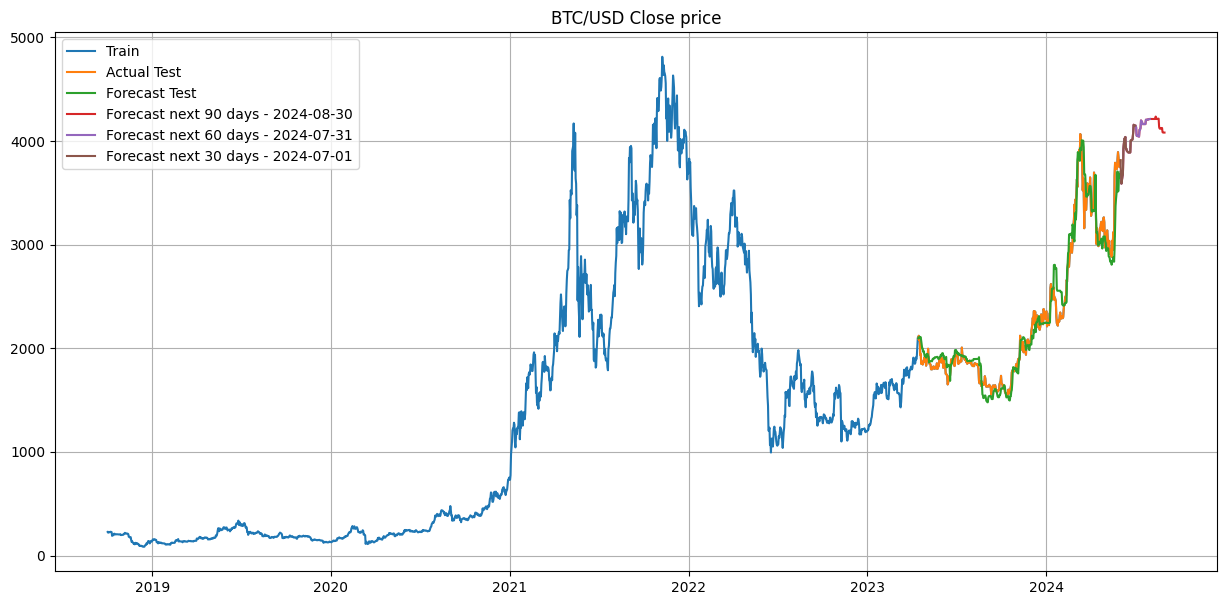 BTC/USD Close price
Train
Actual Test
Forecast Test
Forecast next 90 days - 2024-08-30
Forecast next 60 days - 2024-07-31
Forecast next 30 days - 2024-07-01
5000
4000
3000
2000
1000
0
2019 2020 2021 2022 2023 2024